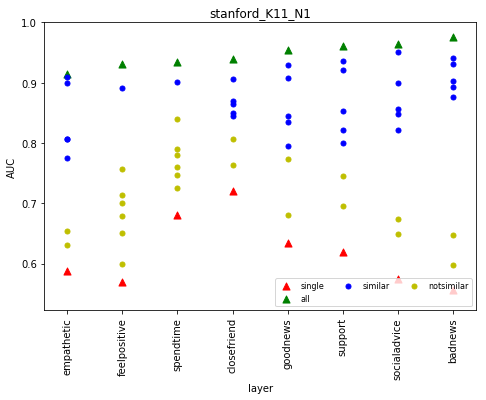 stanford_K11_N1
1.0
0.9
0.8
0.7
0.6
AUC
single
similar
notsimilar
all
empathetic
feelpositive
spendtime
closefriend
goodnews
support
socialadvice
badnews
layer